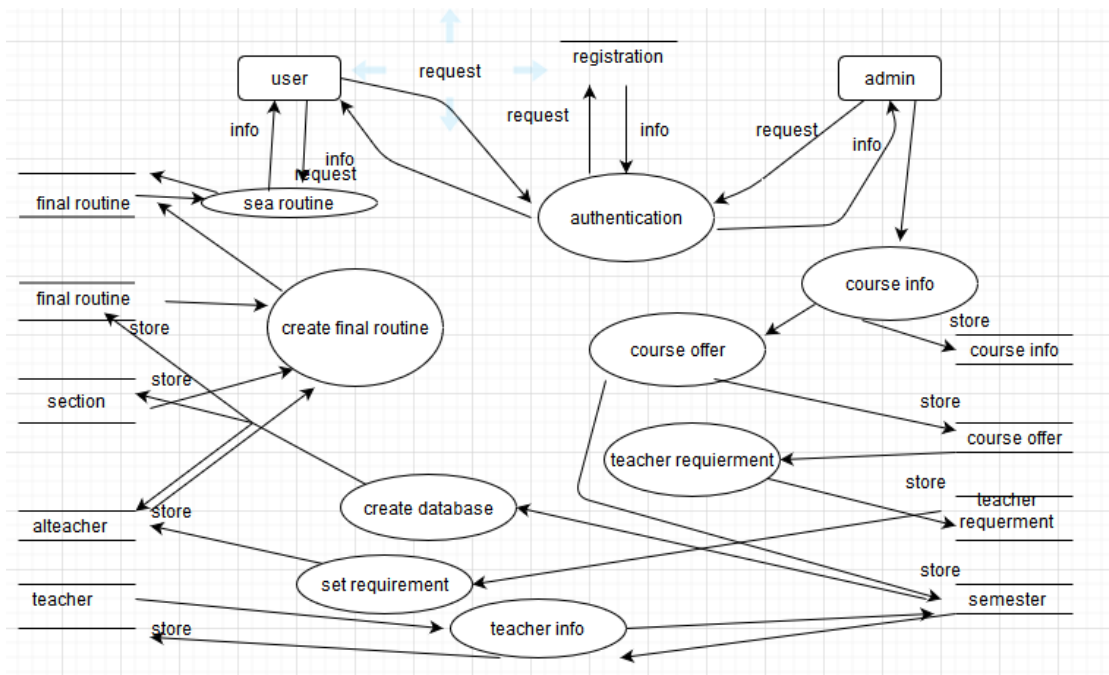 registration
user
request
admin
request
info
info
request
info
info
request
final routine
sea routine
authentication
course info
final routine
create final routine
store
store
course offer
course info
store
section
store
course offer
teacher requierment
store
teacher
requerment
create database
store
alteacher
store
set requirement
semester
teacher
teacher info
store